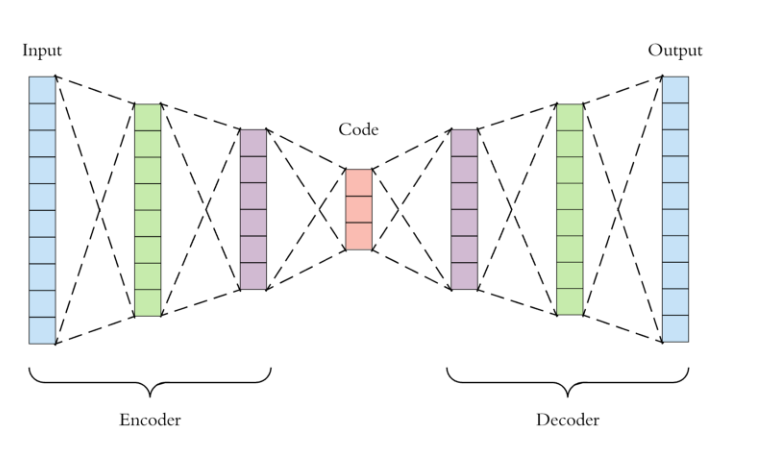 Input
Output
Code
Encoder
Decoder